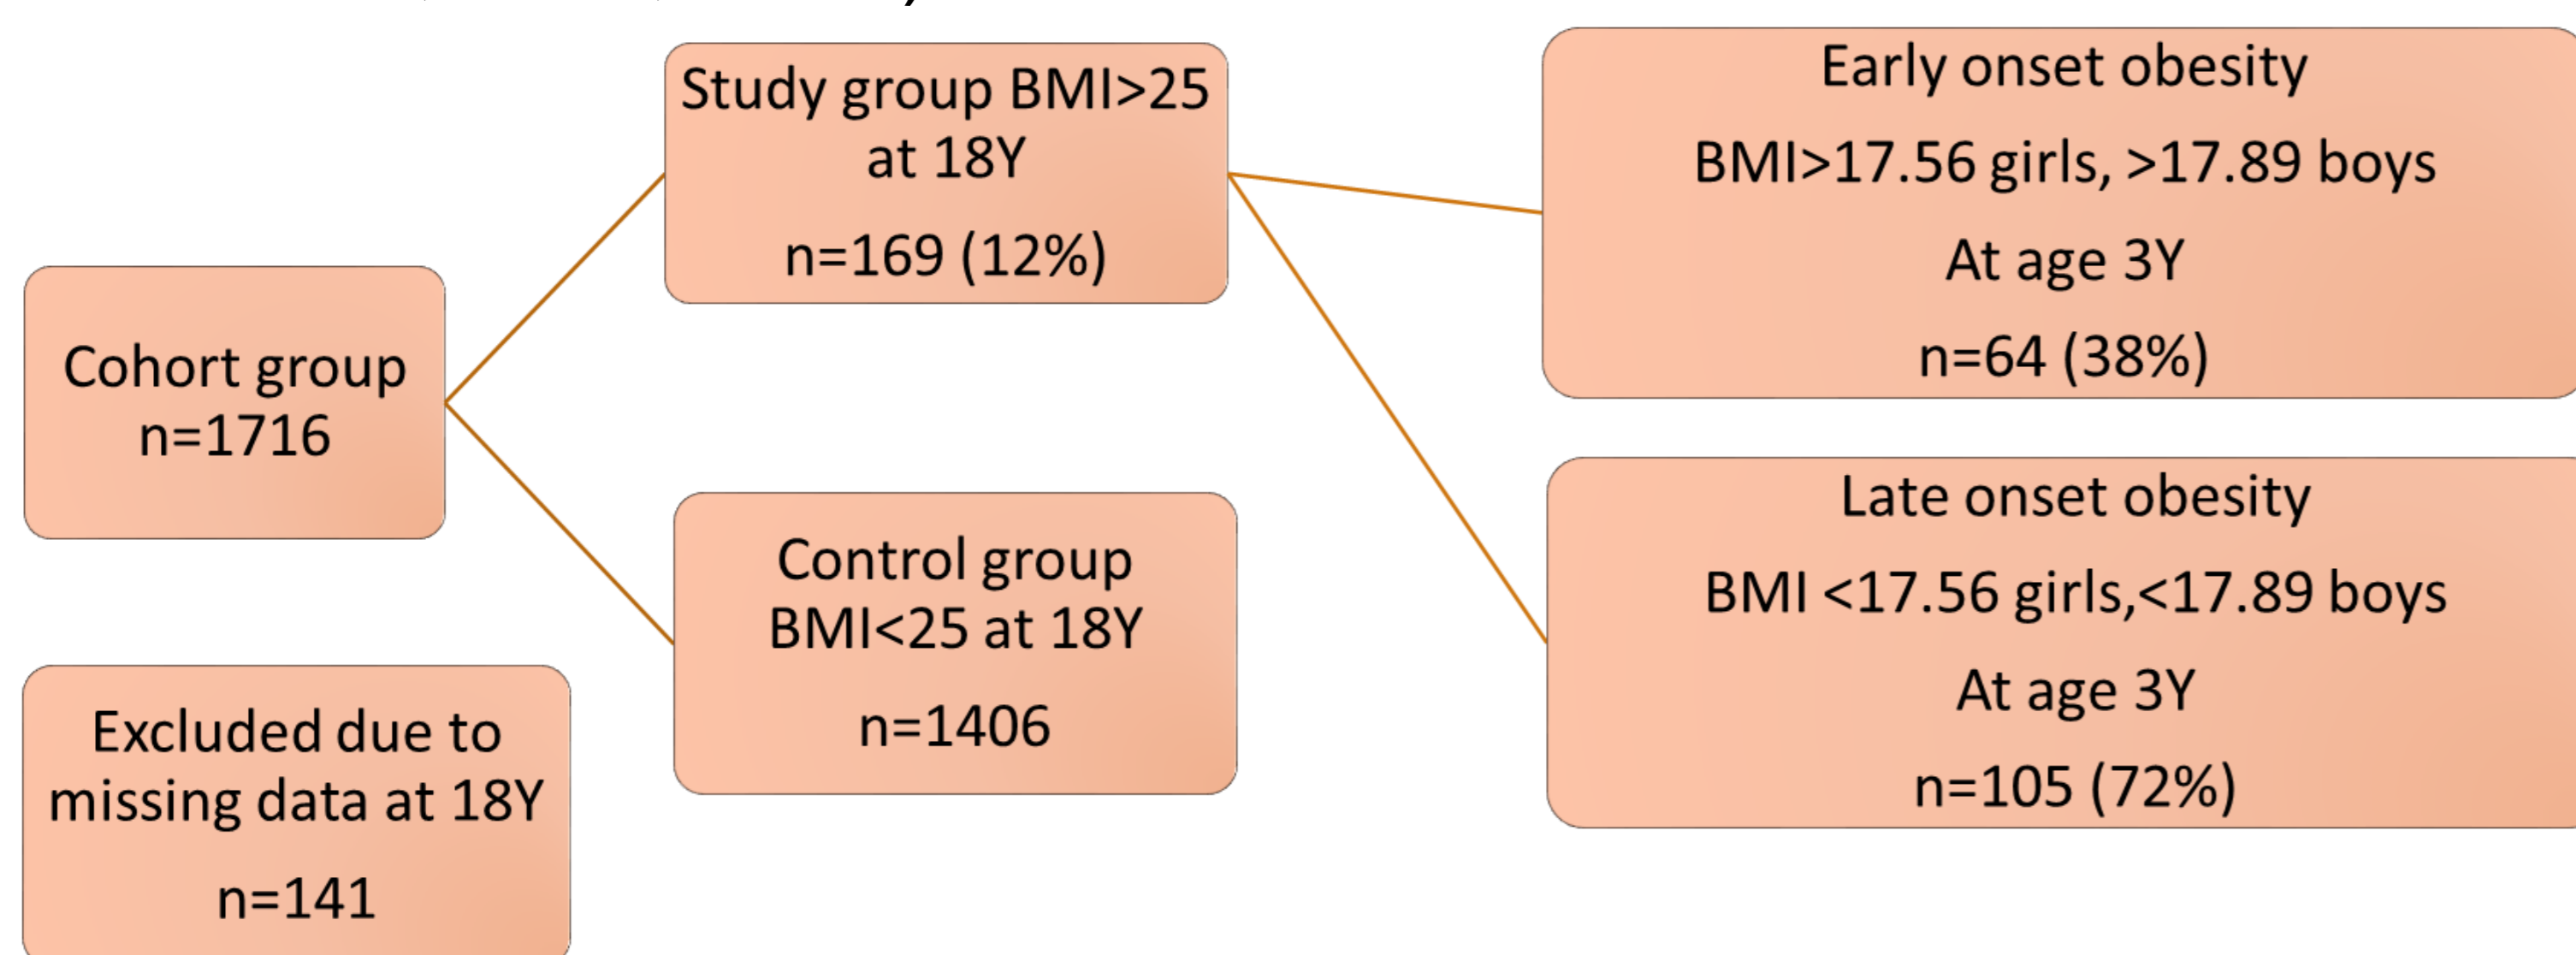 Cohort group
n=1716
Excluded due to
missing data at 18Y
n=141
Study group BMI>25
at 18Y
n=169 (12%)
Control group
BMI<25 at 18Y
n=1406
Early onset obesity
BMI>17.56 girls, >17.89 boys
At age 3Y
n=64 (38%)
Late onset obesity
BMI <17.56 girls,<17.89 boys
At age 3Y
n=105 (72%)